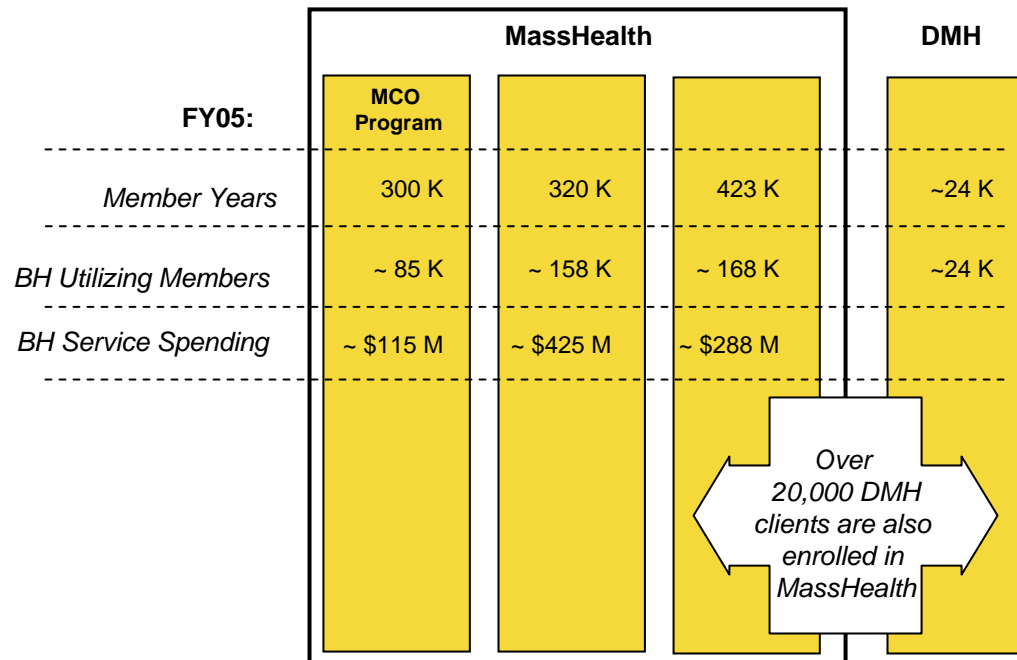 MassHealth DMH
MCO
Program
FY05:
Member Years 300 K 320 K 423 K ~24 K
BH Utilizing Members ~ 85 K ~ 158 K ~ 168 K ~24 K
BH Service Spending ~ $115 M ~ $425 M ~ $288 M
Over
20,000 DMH
clients are also
enrolled in
MassHealth